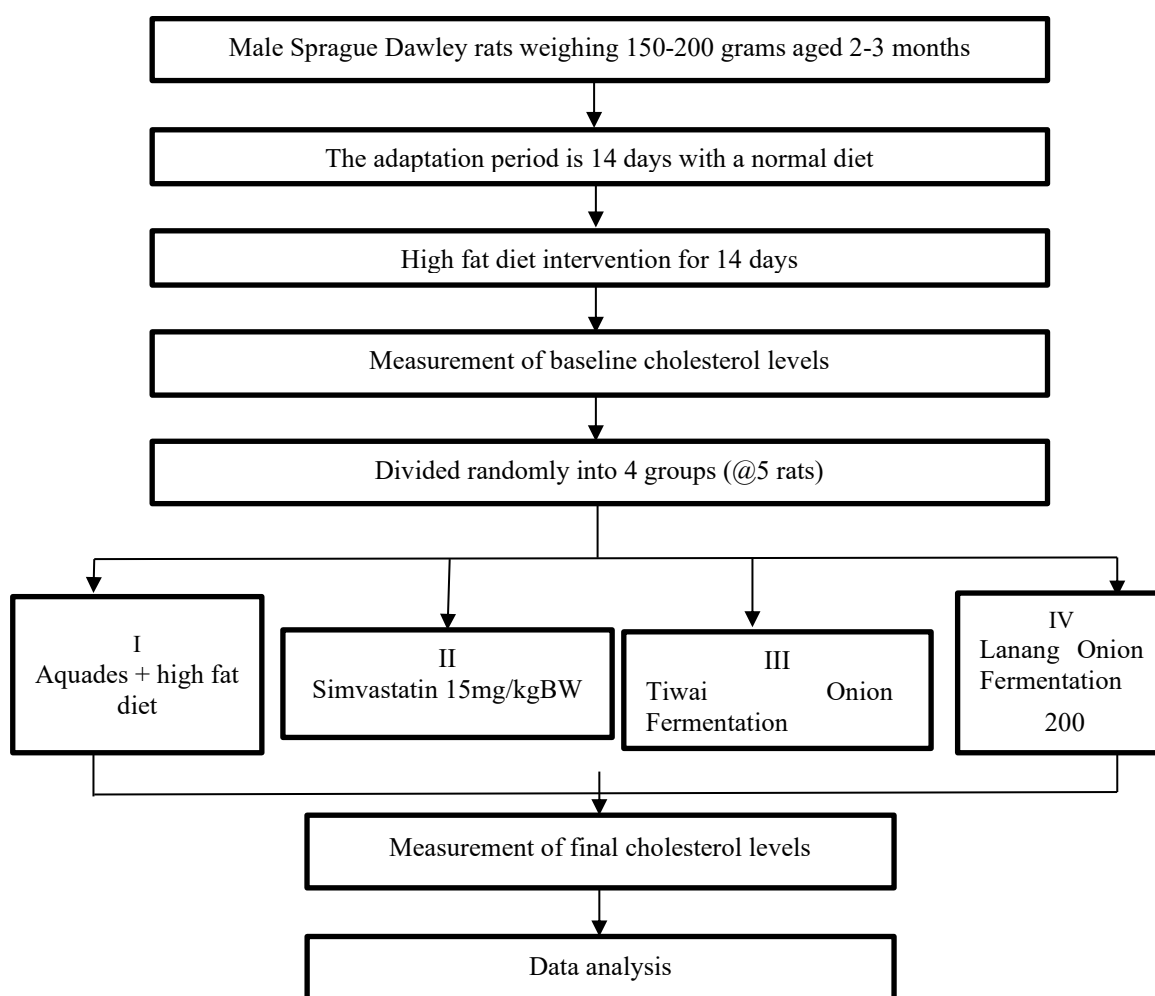 Male Sprague Dawley rats weighing 150-200 grams aged 2-3 months
The adaptation period is 14 days with a normal diet
High fat diet intervention for 14 days
Measurement of baseline cholesterol levels
Divided randomly into 4 groups (@5 rats)
I
Aquades + high fat
diet
II
Simvastatin 15mg/kgBW
III
Tiwai Onion
Fermentation
IV
Lanang Onion
Fermentation
200
Measurement of final cholesterol levels
Data analysis